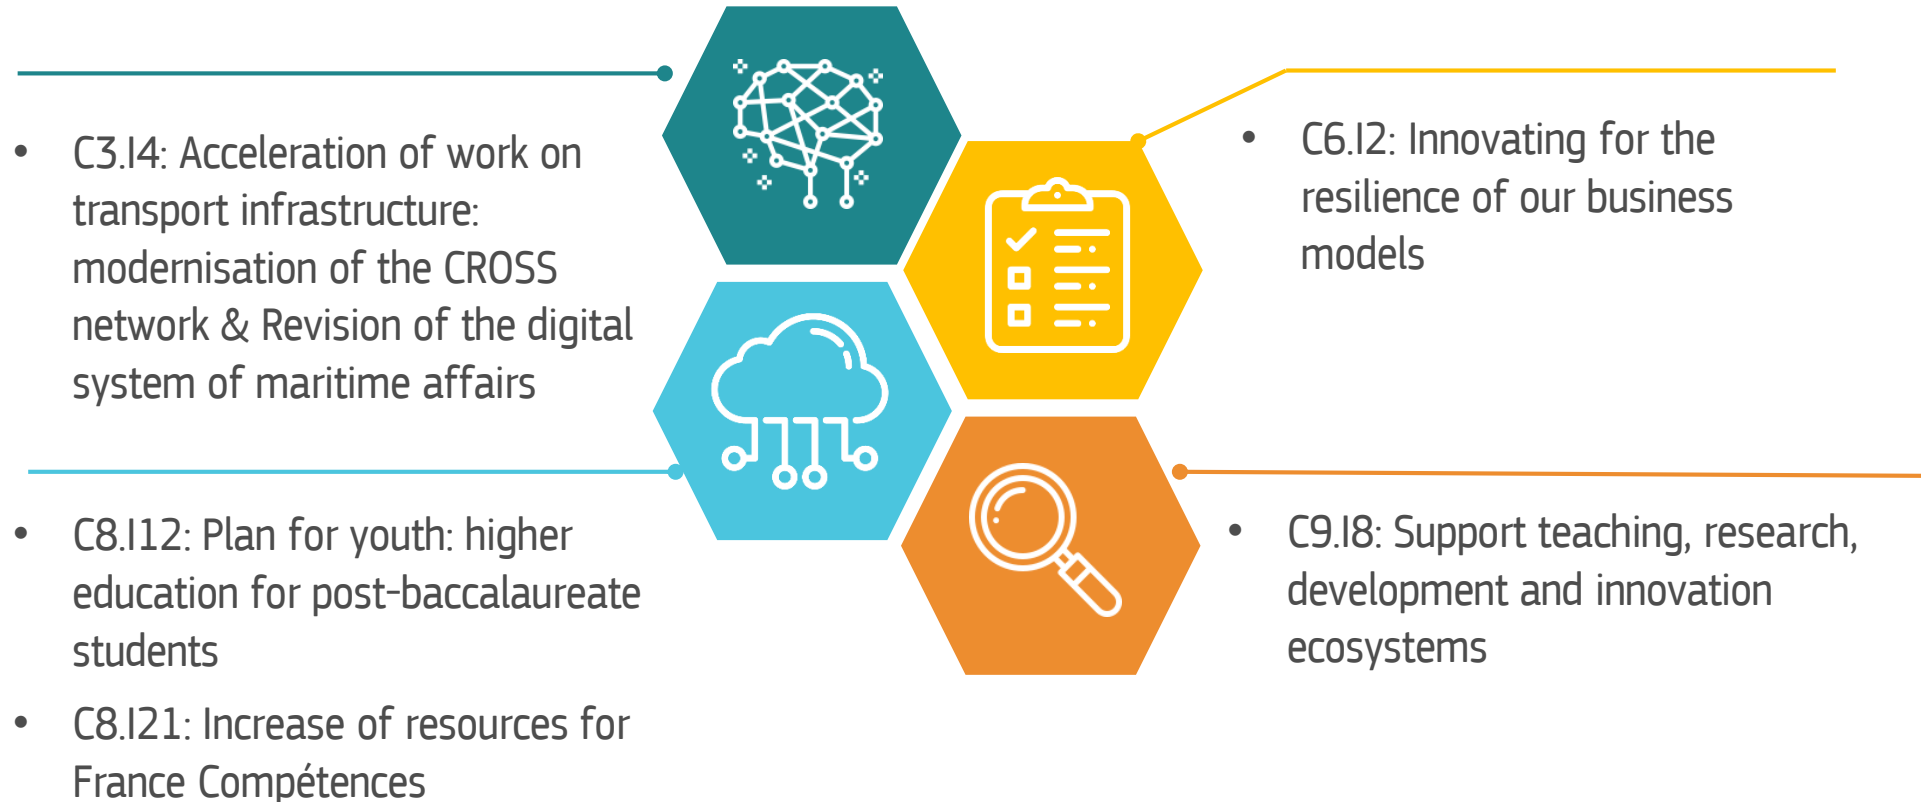 • C3.I4: Acceleration of work on
transport infrastructure:
modernisation of the CROSS
network & Revision of the digital
system of maritime affairs
• C8.I12: Plan for youth: higher
education for post-baccalaureate
students
• C8.I21: Increase of resources for
France Compétences
• C6.I2: Innovating for the
resilience of our business
models
• C9.I8: Support teaching, research,
development and innovation
ecosystems